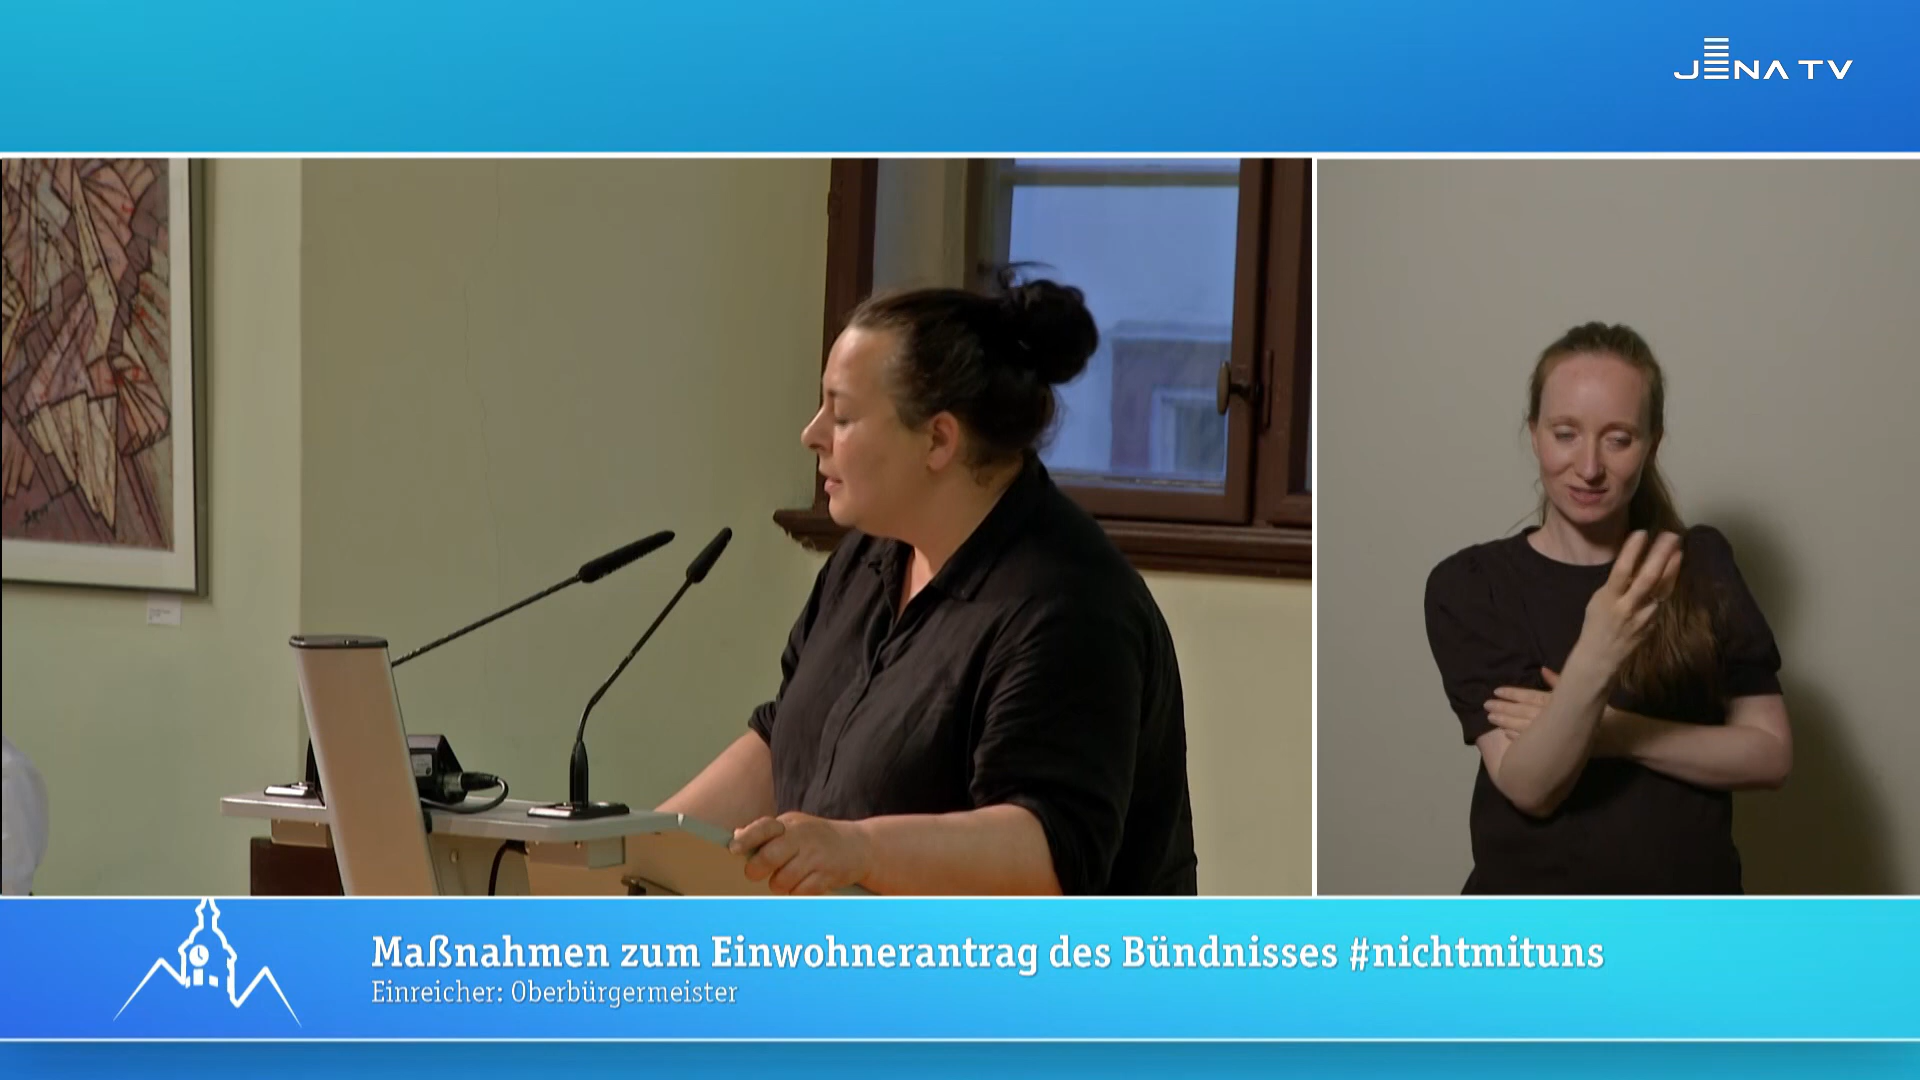 JENA TV
Maßnahmen zum Einwohnerantrag des Bündnisses #nichtmituns
Einreicher: Oberbürgermeister